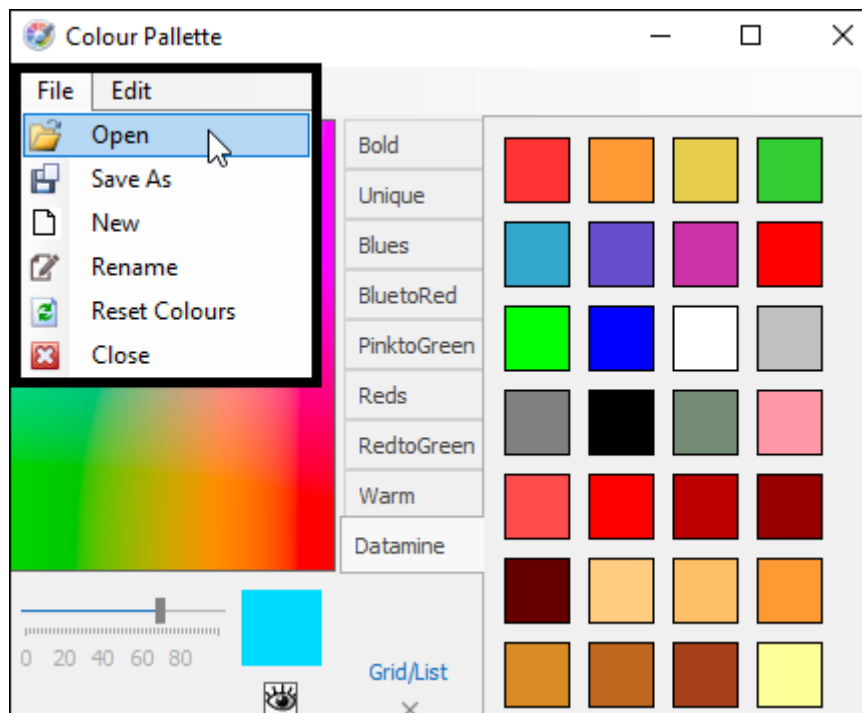 Colour Pallette
File Edit
Open
Save As
New
Rename
Reset Colours
Close
Bold
Unique
Blues
BluetoRed
PinktoGreen
Reds
RedtoGreen
Warm
Datamine
0 20 40 60 80
Grid/List